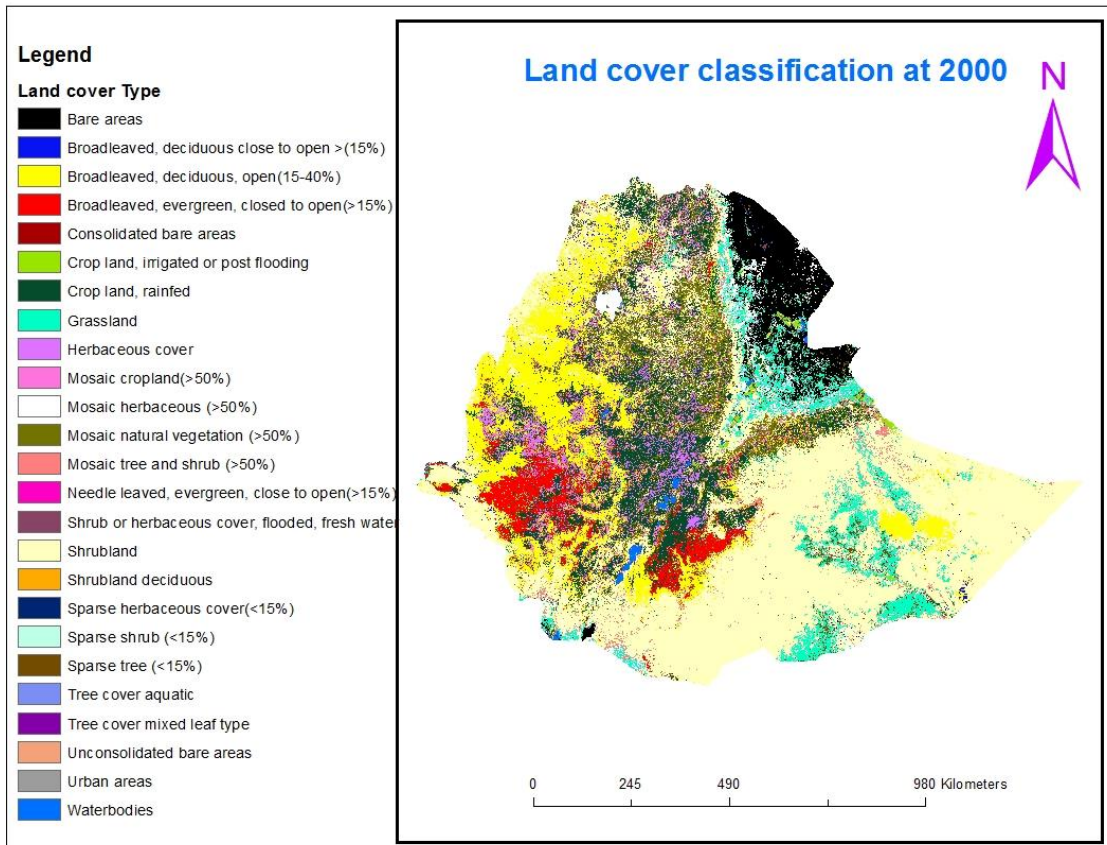 Legend
Land cover Type
Bare areas
Broadleaved, deciduous close to open >(15%)
Broadleaved, deciduous, open(15-40%)
Broadleaved, evergreen, closed to open(>15%)
Consolidated bare areas
Crop land, irrigated or post flooding
Crop land, rainfed
Grassland
Herbaceous cover
Mosaic cropland(>50%)
Mosaic herbaceous (>50%)
Mosaic natural vegetation (>50%)
Mosaic tree and shrub (>50%)
Needle leaved, evergreen, close to open(>15%)
Shrub or herbaceous cover, flooded, fresh water
Shrubland
Shrubland deciduous
Sparse herbaceous cover(<15%)
Sparse shrub (<15%)
Sparse tree (<15%)
Tree cover aquatic
Tree cover mixed leaf type
Unconsolidated bare areas
Urban areas
Waterbodies
Land cover classification at 2000
N
0 245 490 980 Kilometers